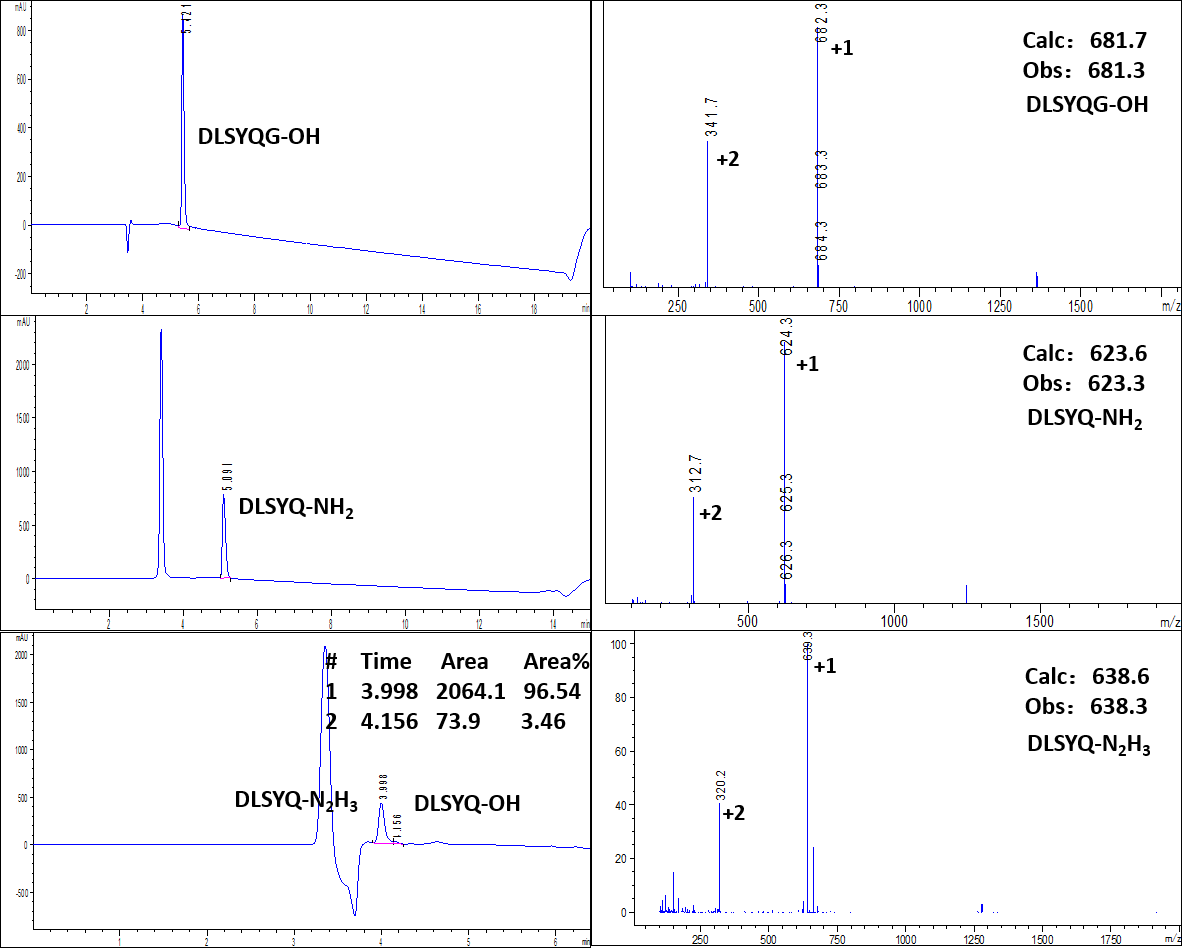 mAU
800
600
400
200
0
-200
5.421
DLSYQG-OH
2 4 6 8 10 12 14 16 18 min
682.3
+1
683.3
684.3
341.7
+2
Calc: 681.7
Obs: 681.3
DLSYQG-OH
250 500 750 1000 1250 1500 m/z
mAU
2000
1500
1000
500
0
5.091
DLSYQ-NH2
2 4 6 8 10 12 14 min
624.3
+1
625.3
626.3
312.7
+2
Calc: 623.6
Obs: 623.3
DLSYQ-NH2
500 1000 1500 m/z
mAU
2000
1500
1000
500
0
-500
# Time Area Area%
1 3.998 2064.1 96.54
2 4.156 73.9 3.46
DLSYQ-N2H3
3.998
DLSYQ-OH
1 2 3 4 5 6 min
100
80
60
40
20
0
639.3
+1
320.2
+2
Calc: 638.6
Obs: 638.3
DLSYQ-N2H3
250 500 750 1000 1250 1500 1750 m/z